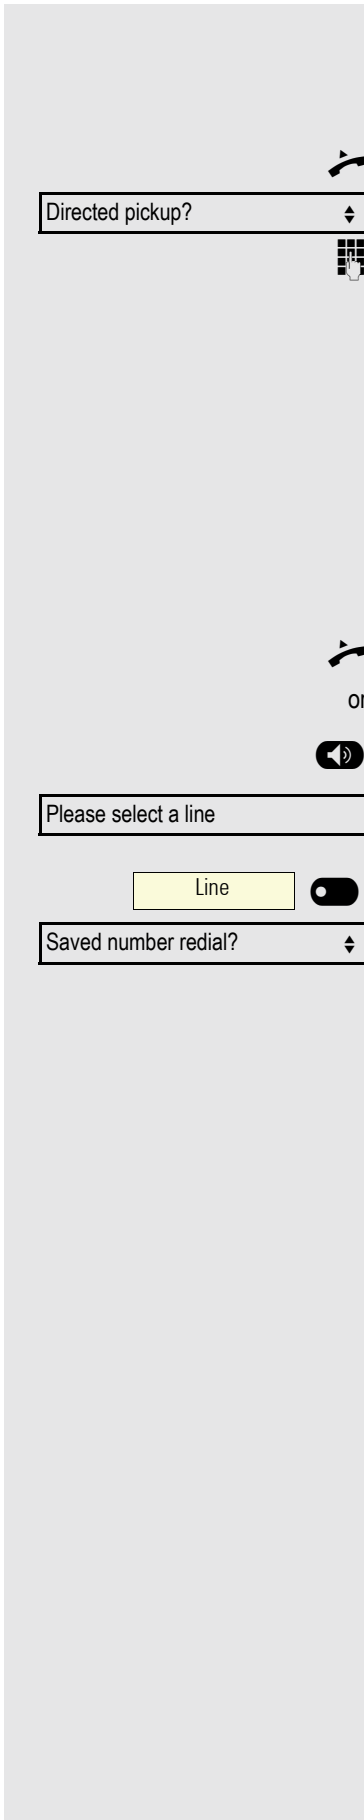 Directed pickup?
or
Please select a line
Line
Saved number redial?